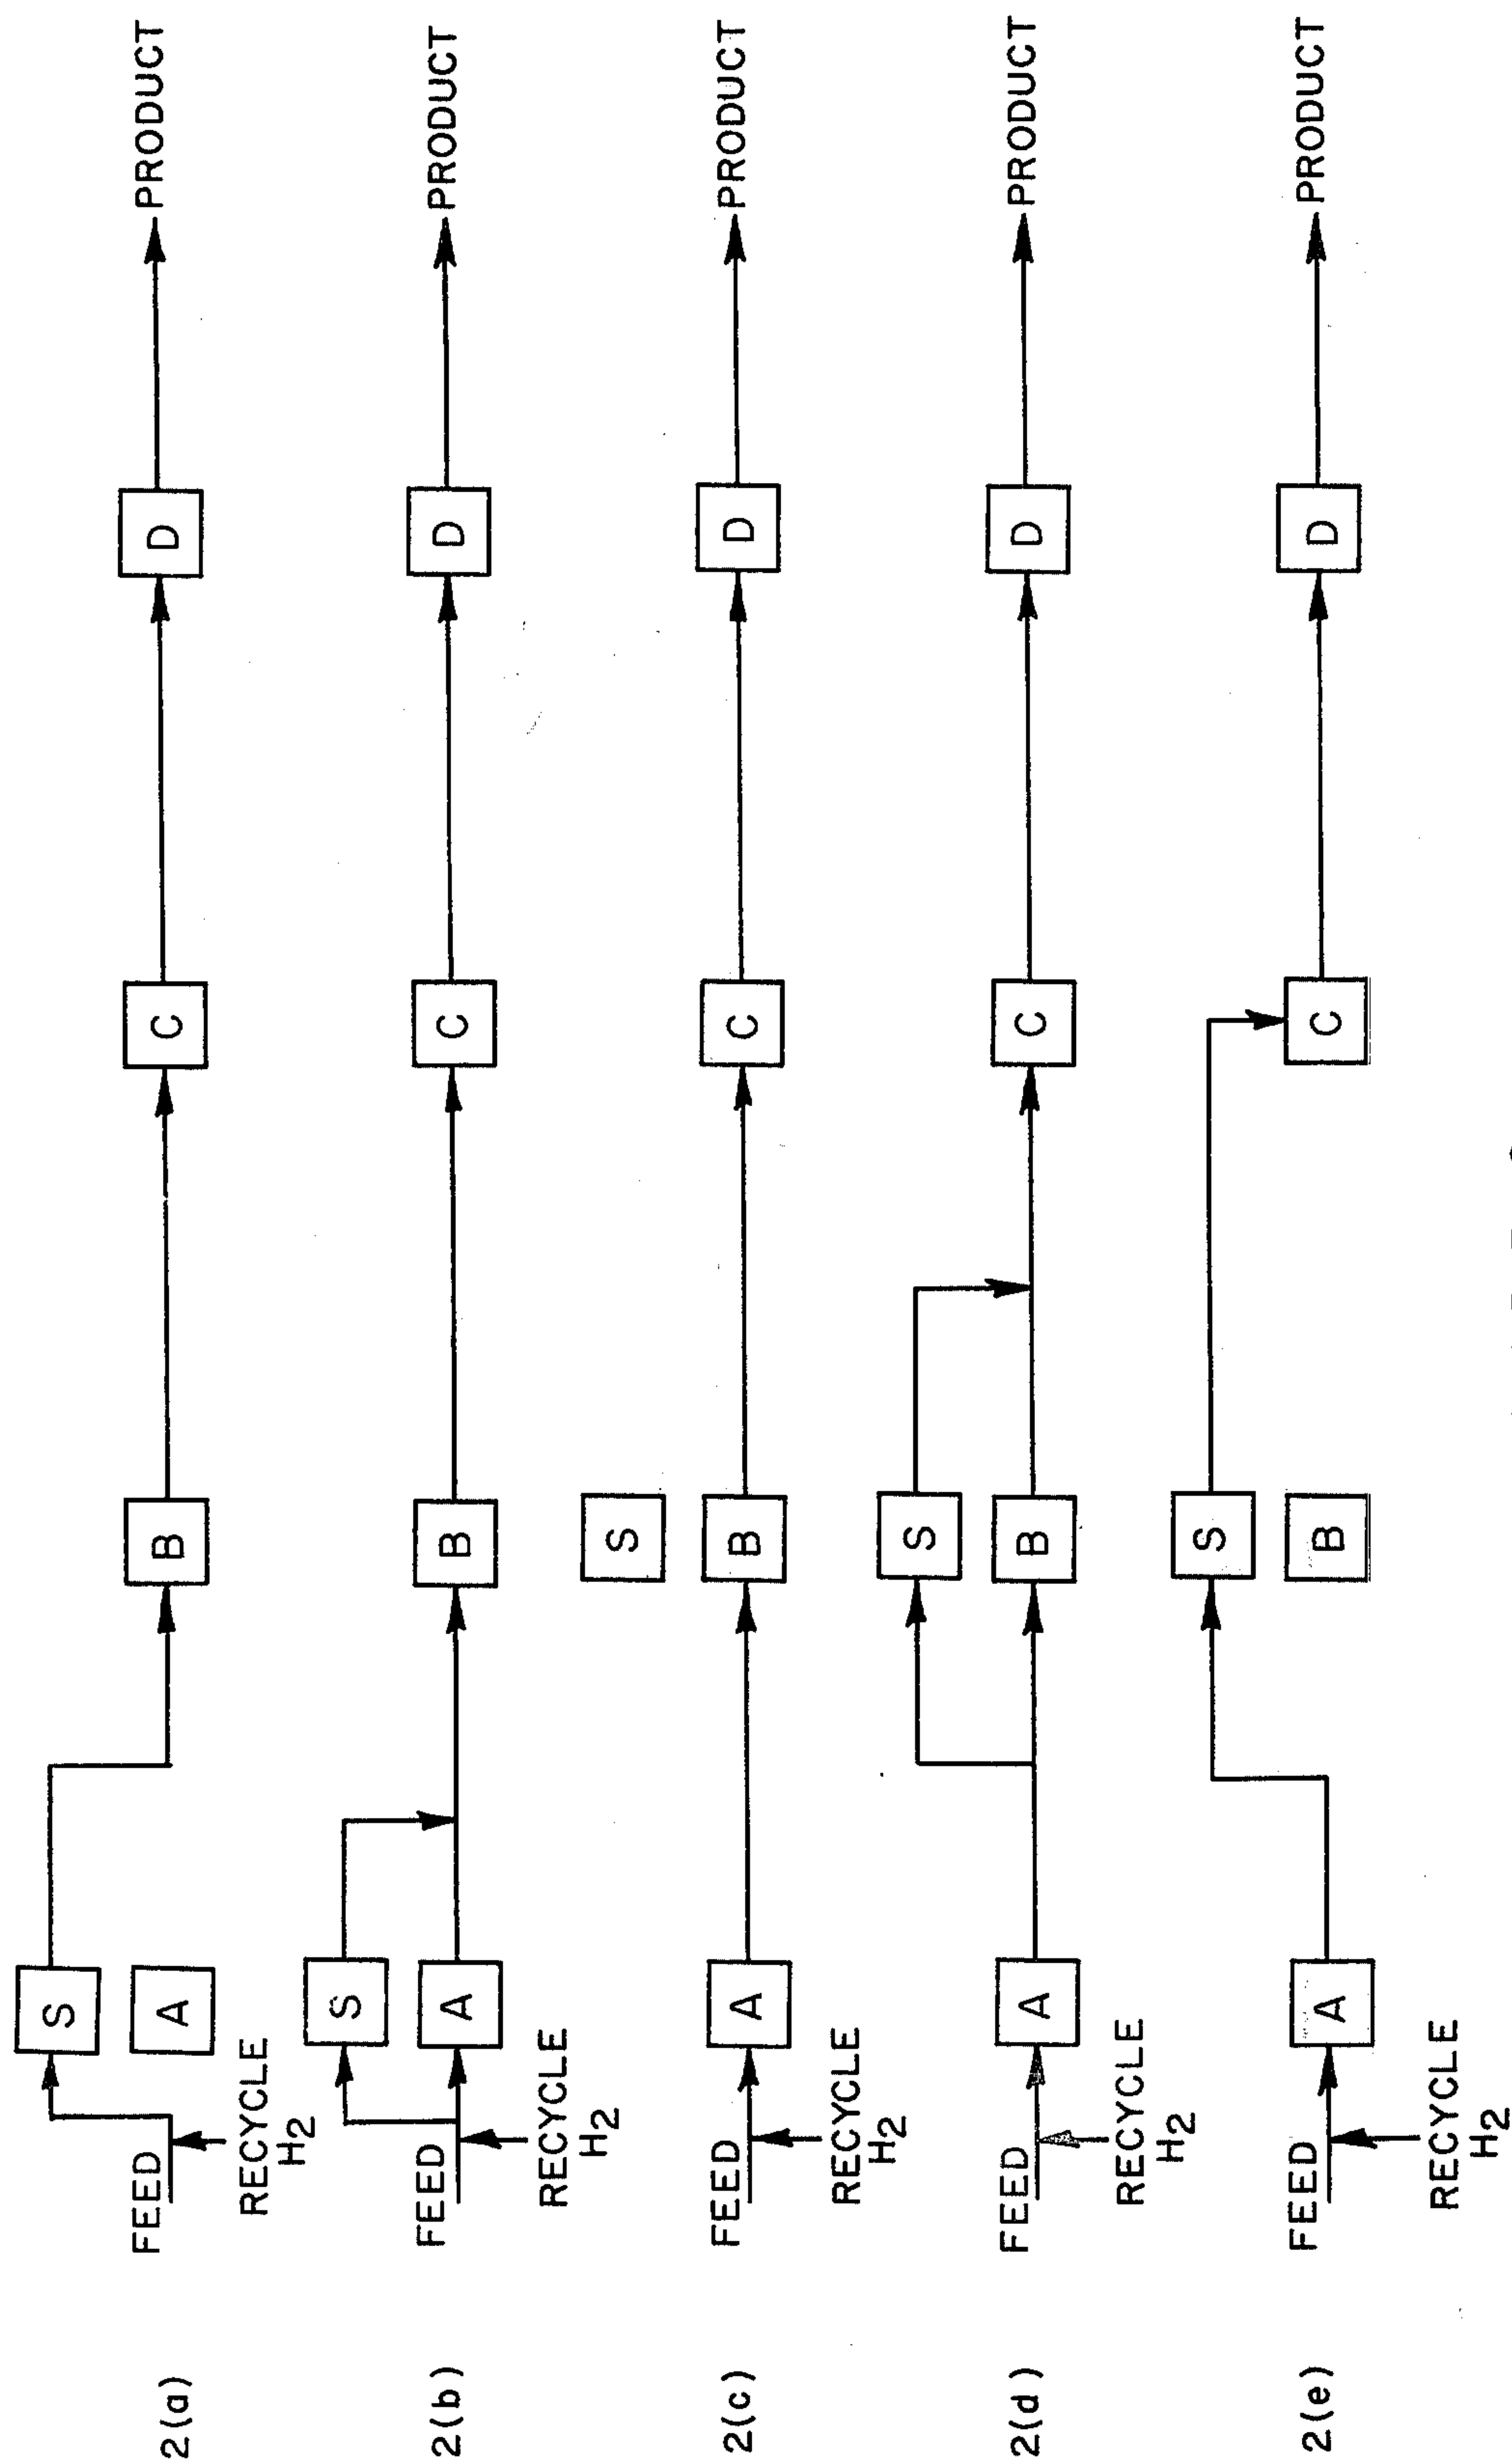 2(a)
FEED
RECYCLE
H2
S
A
B
C
D
PRODUCT
2(b)
FEED
RECYCLE
H2
S
A
B
C
D
PRODUCT
2(c)
FEED
RECYCLE
H2
A
S
B
C
D
PRODUCT
2(d)
FEED
RECYCLE
H2
A
S
B
C
D
PRODUCT
2(e)
FEED
RECYCLE
H2
A
S
B
C
D
PRODUCT